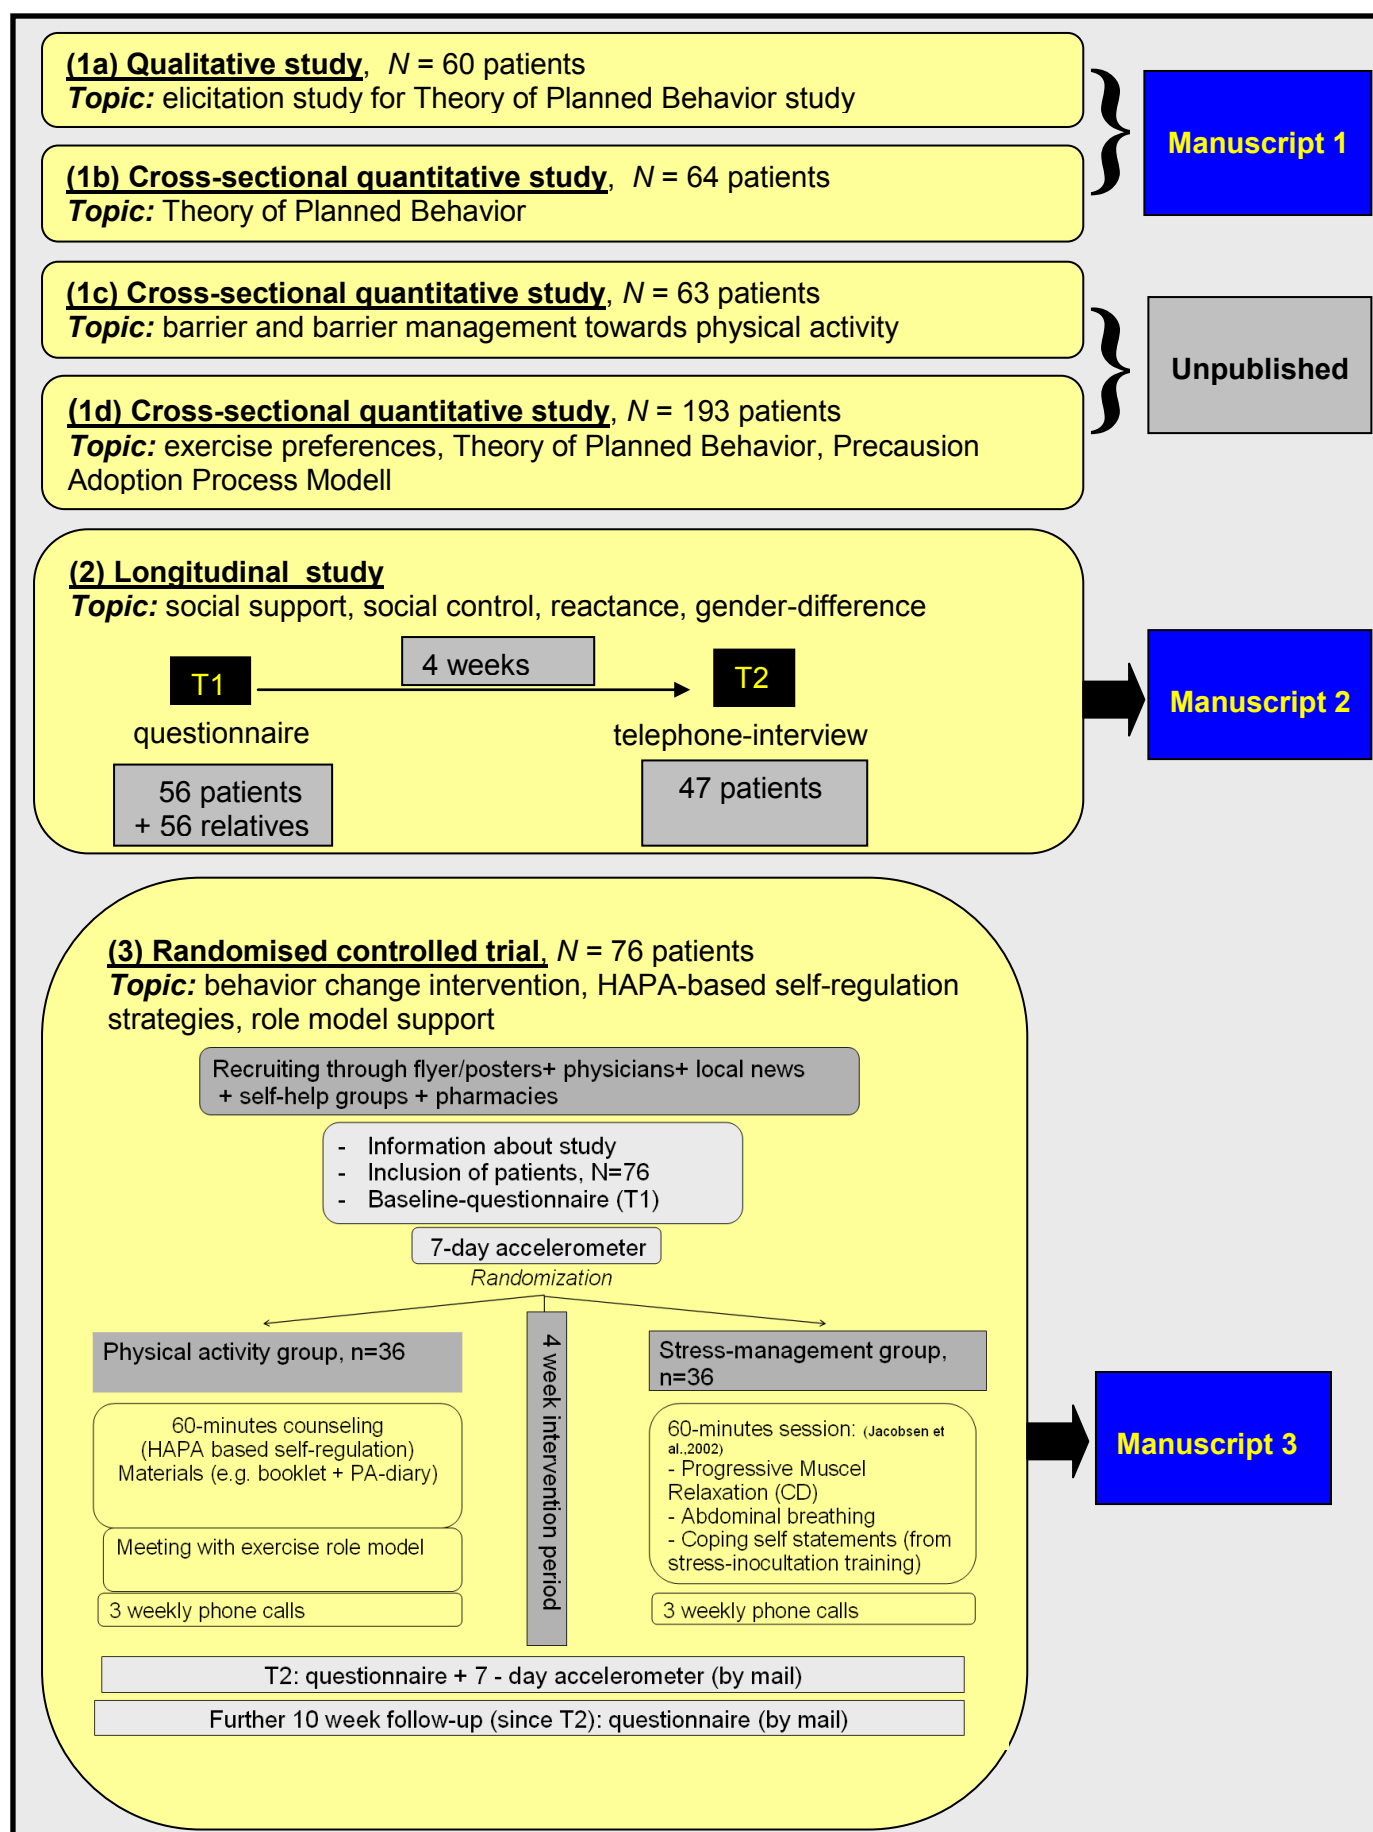 (1a) Qualitative study, N = 60 patients
Topic: elicitation study for Theory of Planned Behavior study
Manuscript 1
(1b) Cross-sectional quantitative study, N = 64 patients
Topic: Theory of Planned Behavior
(1c) Cross-sectional quantitative study, N = 63 patients
Topic: barrier and barrier management towards physical activity
Unpublished
(1d) Cross-sectional quantitative study, N = 193 patients
Topic: exercise preferences, Theory of Planned Behavior, Precausion
Adoption Process Modell
(2) Longitudinal study
Topic: social support, social control, reactance, gender-difference
4 weeks
T1
T2
questionnaire
telephone-interview
56 patients
+ 56 relatives
47 patients
Manuscript 2
(3) Randomised controlled trial, N = 76 patients
Topic: behavior change intervention, HAPA-based self-regulation
strategies, role model support
Recruiting through flyer/posters+ physicians+ local news
+ self-help groups + pharmacies
- Information about study
- Inclusion of patients, N=76
- Baseline-questionnaire (T1)
7-day accelerometer
Randomization
Physical activity group, n=36
4 week intervention period
Stress-management group,
n=36
60-minutes counseling
(HAPA based self-regulation)
Materials (e.g. booklet + PA-diary)
Meeting with exercise role model
3 weekly phone calls
60-minutes session: (Jacobsen et
al.,2002)
- Progressive Muscel
Relaxation (CD)
- Abdominal breathing
- Coping self statements (from
stress-inocultation training)
3 weekly phone calls
Manuscript 3
T2: questionnaire + 7 - day accelerometer (by mail)
Further 10 week follow-up (since T2): questionnaire (by mail)